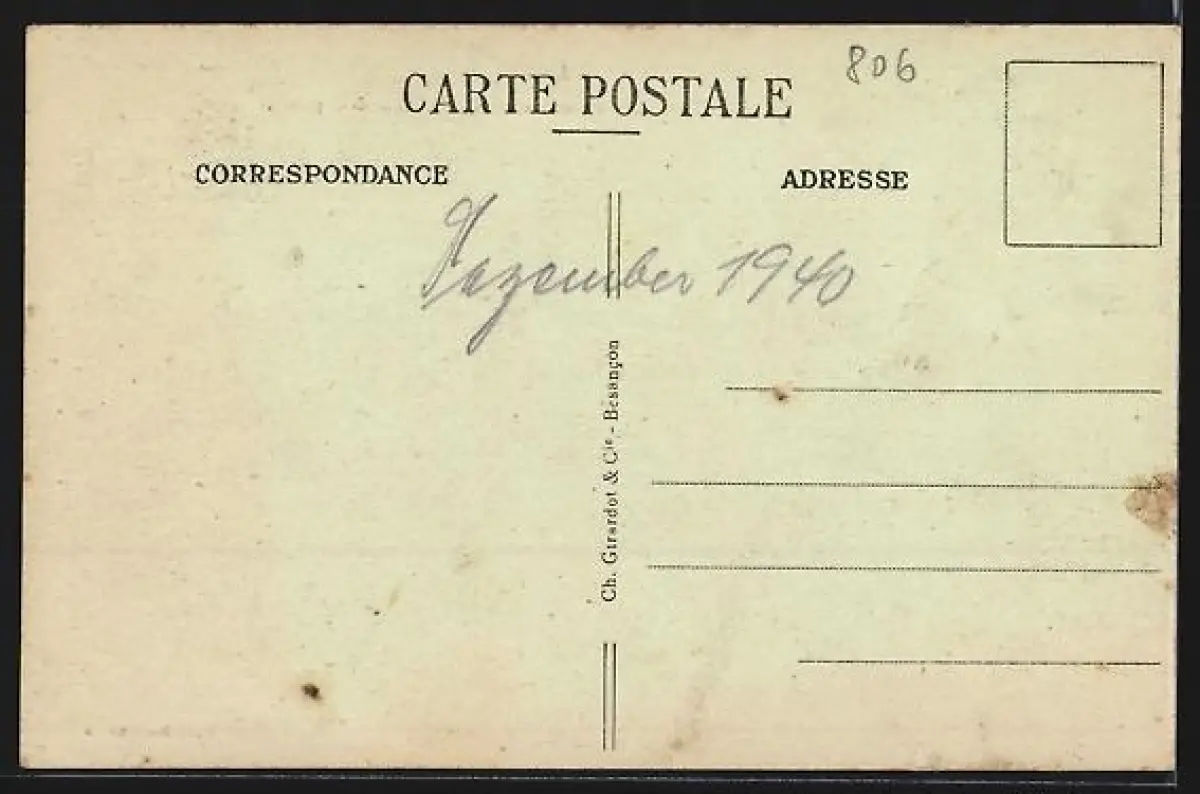 806
CARTE POSTALE
CORRESPONDANCE
ADRESSE
Dezember 1940
Ch. Girardot & Cie - Besançon